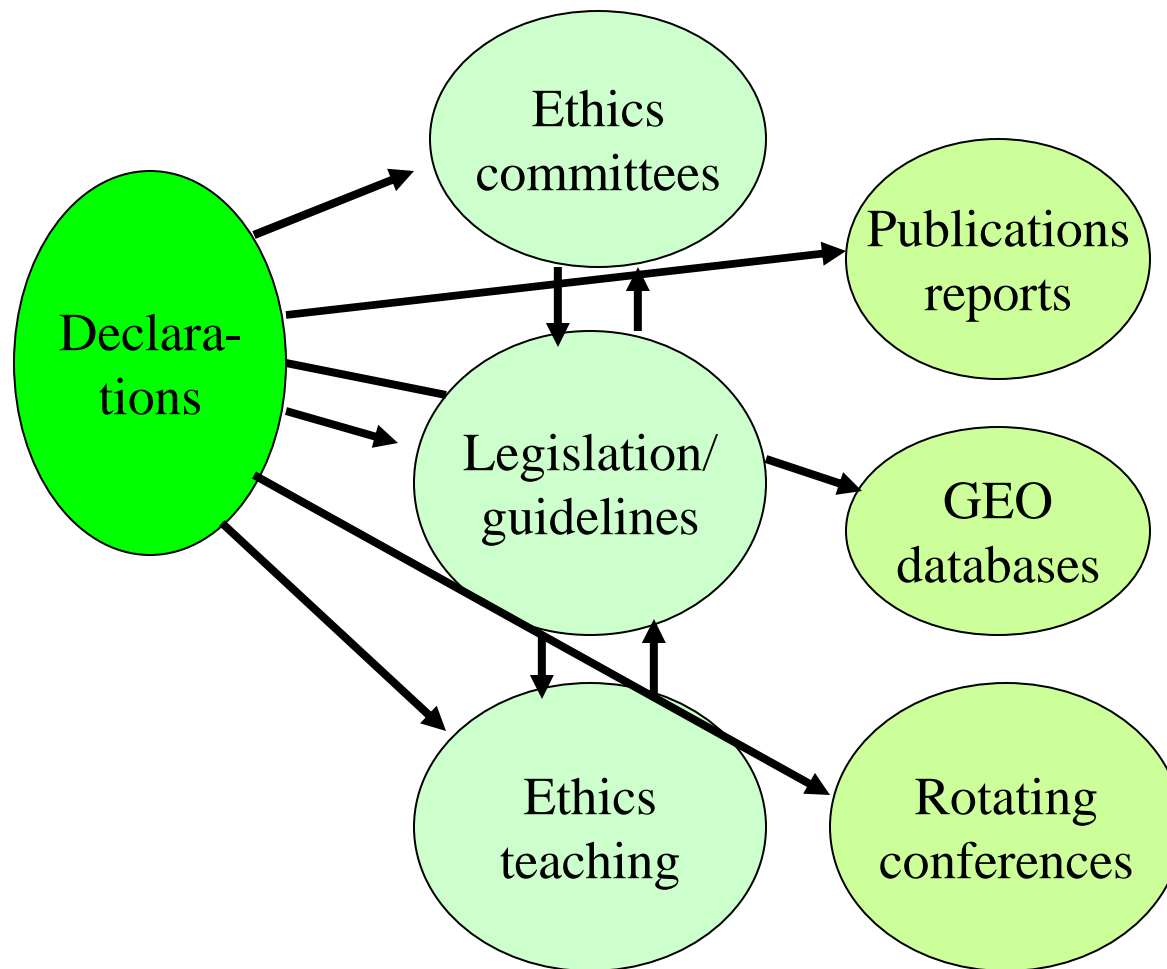 Ethics
committees
Publications
reports
Declara-
tions
Legislation/
guidelines
GEO
databases
Ethics
teaching
Rotating
conferences